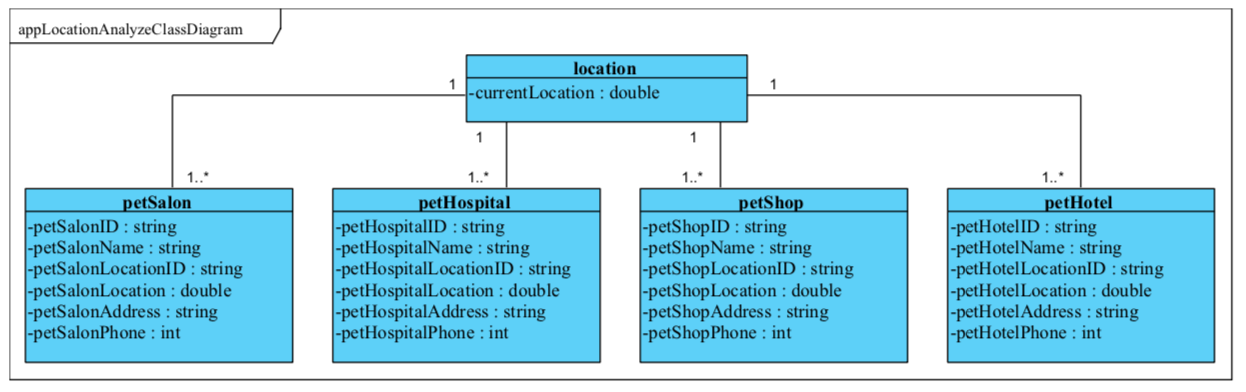 appLocationAnalyzeClassDiagram
location
-currentLocation : double
1
1
1
1
1..*
1..*
1..*
1..*
petSalon
-petSalonID : string
-petSalonName : string
-petSalonLocationID : string
-petSalonLocation : double
-petSalonAddress : string
-petSalonPhone : int
petHospital
-petHospitalID : string
-petHospitalName : string
-petHospitalLocationID : string
-petHospitalLocation : double
-petHospitalAddress : string
-petHospitalPhone : int
petShop
-petShopID : string
-petShopName : string
-petShopLocationID : string
-petShopLocation : double
-petShopAddress : string
-petShopPhone : int
petHotel
-petHotelID : string
-petHotelName : string
-petHotelLocationID : string
-petHotelLocation : double
-petHotelAddress : string
-petHotelPhone : int